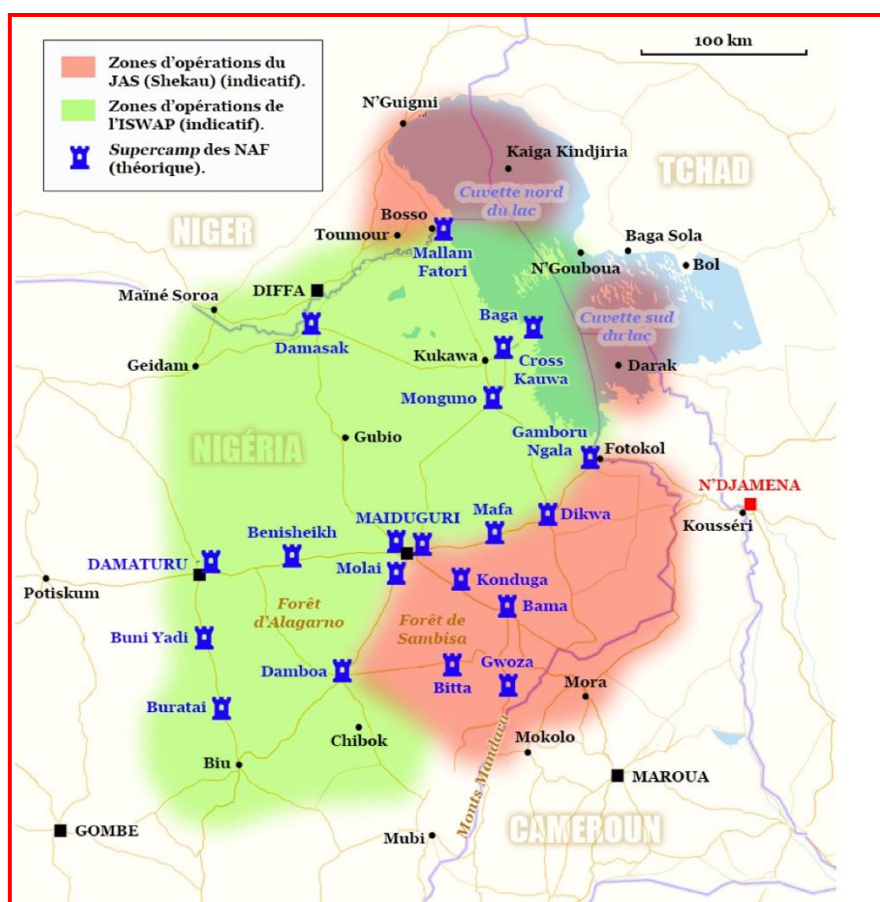 Zones d'opérations du
JAS (Shekau) (indicatif).
Zones d'opérations de
l'ISWAP (indicatif).
Supercamp des NAF
(théorique).
100 km
N'Guigmi
Kaiga Kindjiria
TCHAD
Cuvette nord
du lac
NIGER
Bosso
Toumour
Mallam
Fatori
Baga Sola
N'Gouboua
Bol
DIFFA
Maïné Soroa
Damasak
Baga
Cuvette sud
du lac
Geidam
Kukawa
Cross
Kauwa
Darak
Monguno
NIGÉRIA
Gubio
Gamboru
Ngala
Fotokol
N'DJAMENA
Kousséri
MAIDUGURI
Mafa
Dikwa
Benisheikh
DAMATURU
Molai
Konduga
Potiskum
Forêt
d'Alagarno
Forêt de
Sambisa
Bama
Buni Yadi
Damboa
Bitta
Gwoza
Mora
Buratai
Chibok
Mokolo
Biu
Monts Mandara
MAROUA
GOMBE
Mubi
CAMEROUN